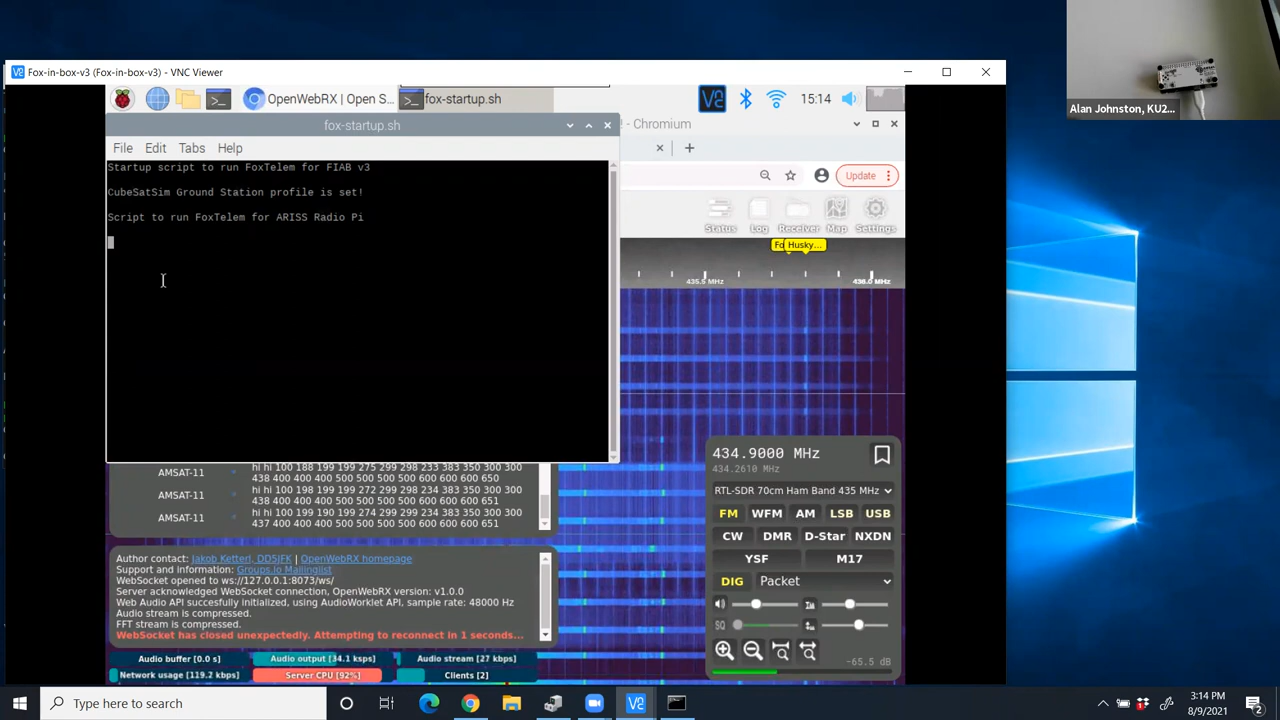 Fox-in-box-v3 (Fox-in-box-v3) - VNC Viewer
Alan Johnston, KU2...
OpenWebRX | Open S...
fox-startup.sh
15:14
fox-startup.sh
- Chromium
File Edit Tabs Help
Update
Startup script to run FoxTelem for FIAB v3
CubeSatSim Ground Station profile is set!
Script to run FoxTelem for ARISS Radio Pi
Status Log Receiver Map Settings
Husky...
435.5 MHz
436.0 MHz
434.9000 MHz
434.2610 MHz
RTL-SDR 70cm Ham Band 435 MHz
FM WFM AM LSB USB
CW DMR D-Star NXDN
YSF M17
DIG Packet
SQ
-65.5 dB
AMSAT-11 hi hi 100 188 199 199 275 299 298 233 383 350 300 300
438 400 400 400 500 500 500 500 600 600 600 650
AMSAT-11 hi hi 100 198 199 199 272 299 298 234 383 350 300 300
438 400 400 400 500 500 500 500 600 600 600 651
AMSAT-11 hi hi 100 199 190 199 274 299 299 234 383 350 300 300
437 400 400 400 500 500 500 500 600 600 600 651
Author contact: Jakob Ketterl, DD5JFK | OpenWebRX homepage
Support and information: Groups.io Mailinglist
WebSocket opened to ws://127.0.0.1:8073/ws/
Server acknowledged WebSocket connection, OpenWebRX version: v1.0.0
Web Audio API succesfully initialized, using AudioWorklet API, sample rate: 48000 Hz
Audio stream is compressed.
FFT stream is compressed.
WebSocket has closed unexpectedly. Attempting to reconnect in 1 seconds...
Audio buffer [0.0 s] Audio output [34.1 ksps] Audio stream [27 kbps]
Network usage [119.2 kbps] Server CPU [92%] Clients [2]
Type here to search
3:14 PM
8/9/2021
2